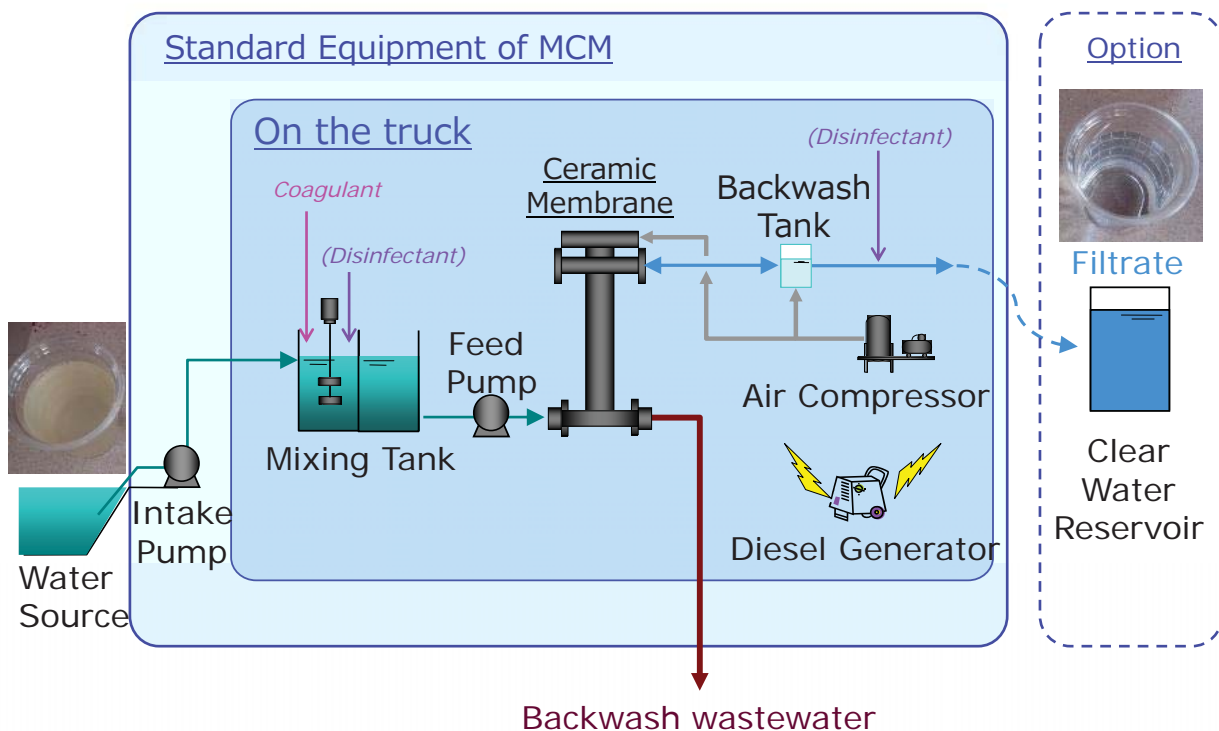 Standard Equipment of MCM
Option
On the truck
(Disinfectant)
Coagulant
Ceramic
Membrane
Backwash
Tank
(Disinfectant)
Filtrate
Feed
Pump
Air Compressor
Mixing Tank
Intake
Pump
Clear
Water
Reservoir
Diesel Generator
Water
Source
Backwash wastewater